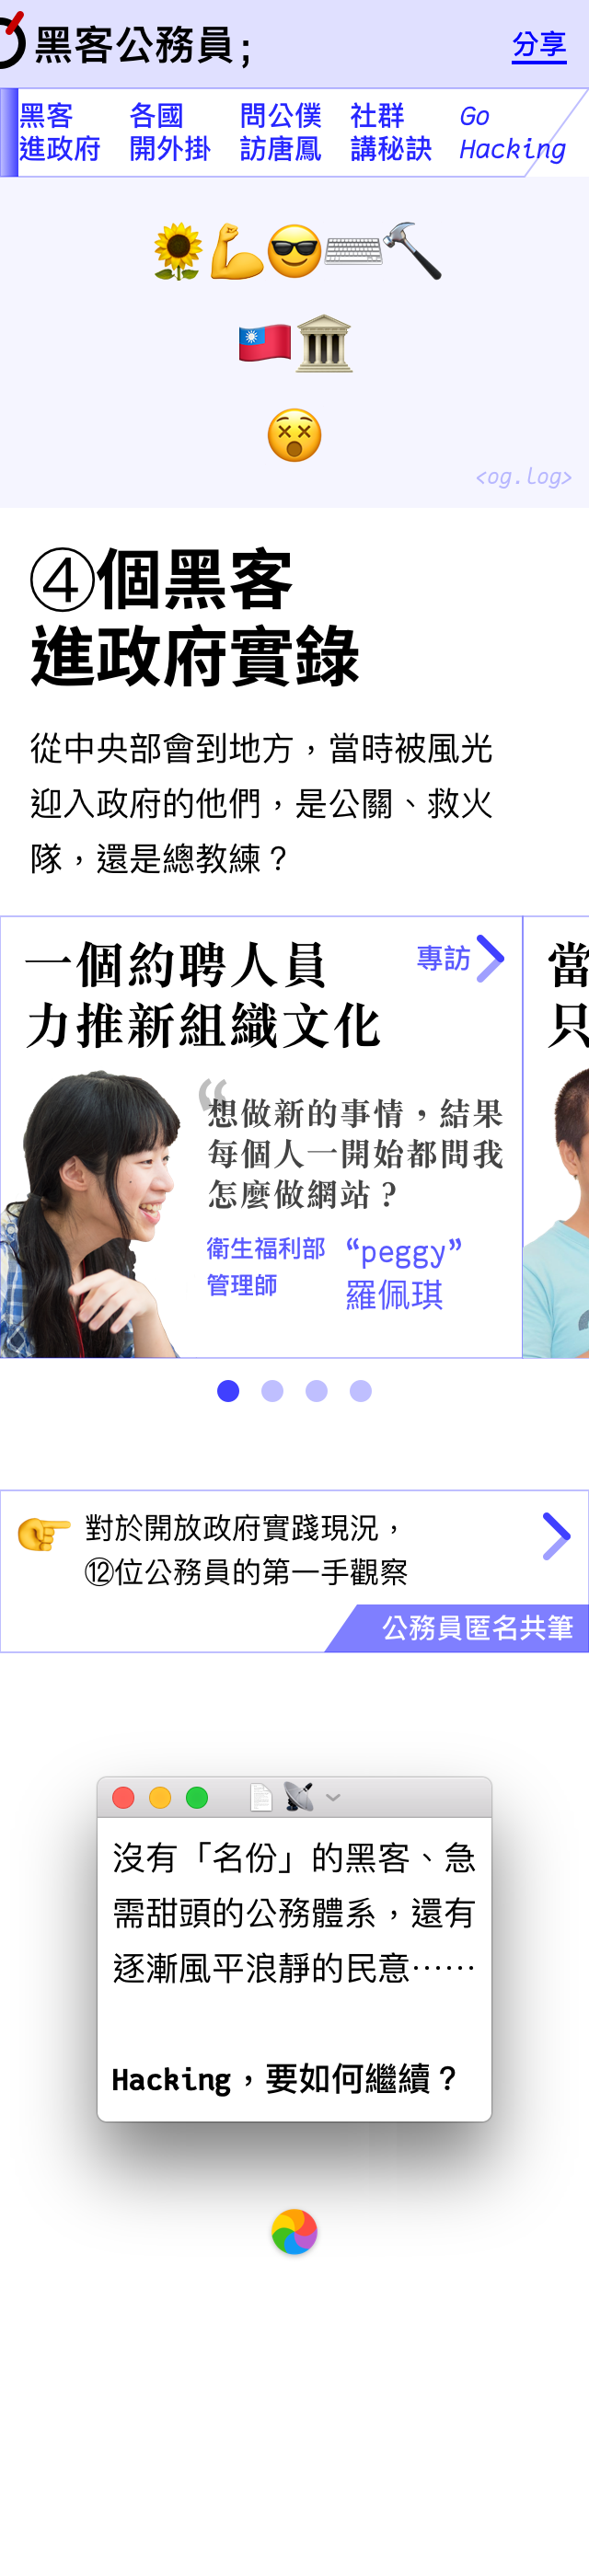 黑客公務員;
分享
黑客
進政府
各國
開外掛
問公僕
訪唐鳳
社群
講秘訣
Go
Hacking
<og.log>
④個黑客
進政府實錄
從中央部會到地方，當時被風光
迎入政府的他們，是公關、救火
隊，還是總教練？
一個約聘人員
力推新組織文化
專訪
當
只
“
想做新的事情，結果
每個人一開始都問我
怎麼做網站？
衛生福利部
管理師
“peggy”
羅佩琪
對於開放政府實踐現況，
⑫位公務員的第一手觀察
公務員匿名共筆
沒有「名份」的黑客、急
需甜頭的公務體系，還有
逐漸風平浪靜的民意……
Hacking，要如何繼續？